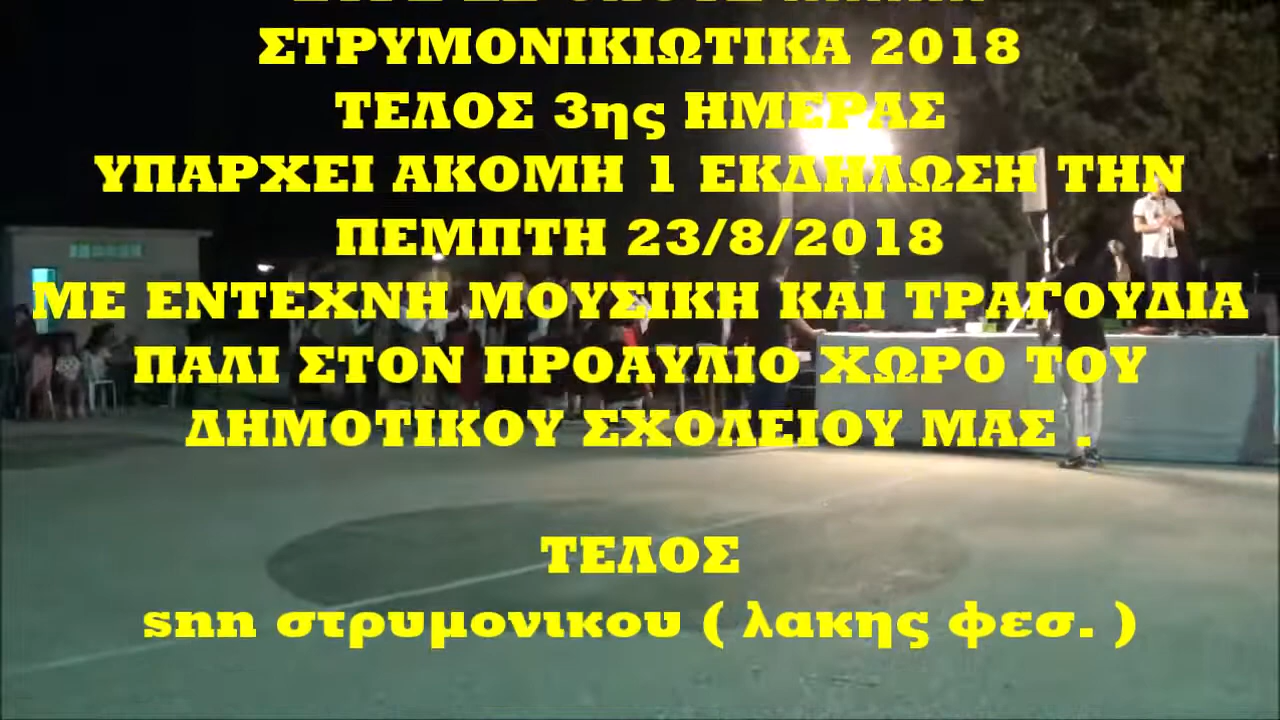 ΣΤΡΥΜΟΝΙΚΙΩΤΙΚΑ 2018
ΤΕΛΟΣ 3ης ΗΜΕΡΑΣ
ΥΠΑΡΧΕΙ ΑΚΟΜΗ 1 ΕΚΔΗΛΩΣΗ ΤΗΝ
ΠΕΜΠΤΗ 23/8/2018
ΜΕ ΕΝΤΕΧΝΗ ΜΟΥΣΙΚΗ ΚΑΙ ΤΡΑΓΟΥΔΙΑ
ΠΑΛΙ ΣΤΟΝ ΠΡΟΑΥΛΙΟ ΧΩΡΟ ΤΟΥ
ΔΗΜΟΤΙΚΟΥ ΣΧΟΛΕΙΟΥ ΜΑΣ .
ΤΕΛΟΣ
snn στρυμονικου ( λακης φεσ. )